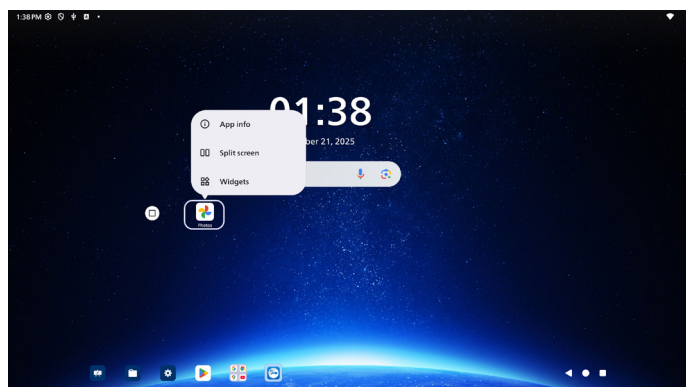 1:38 PM
01:38
ber 21, 2025
App info
Split screen
Widgets
Photos